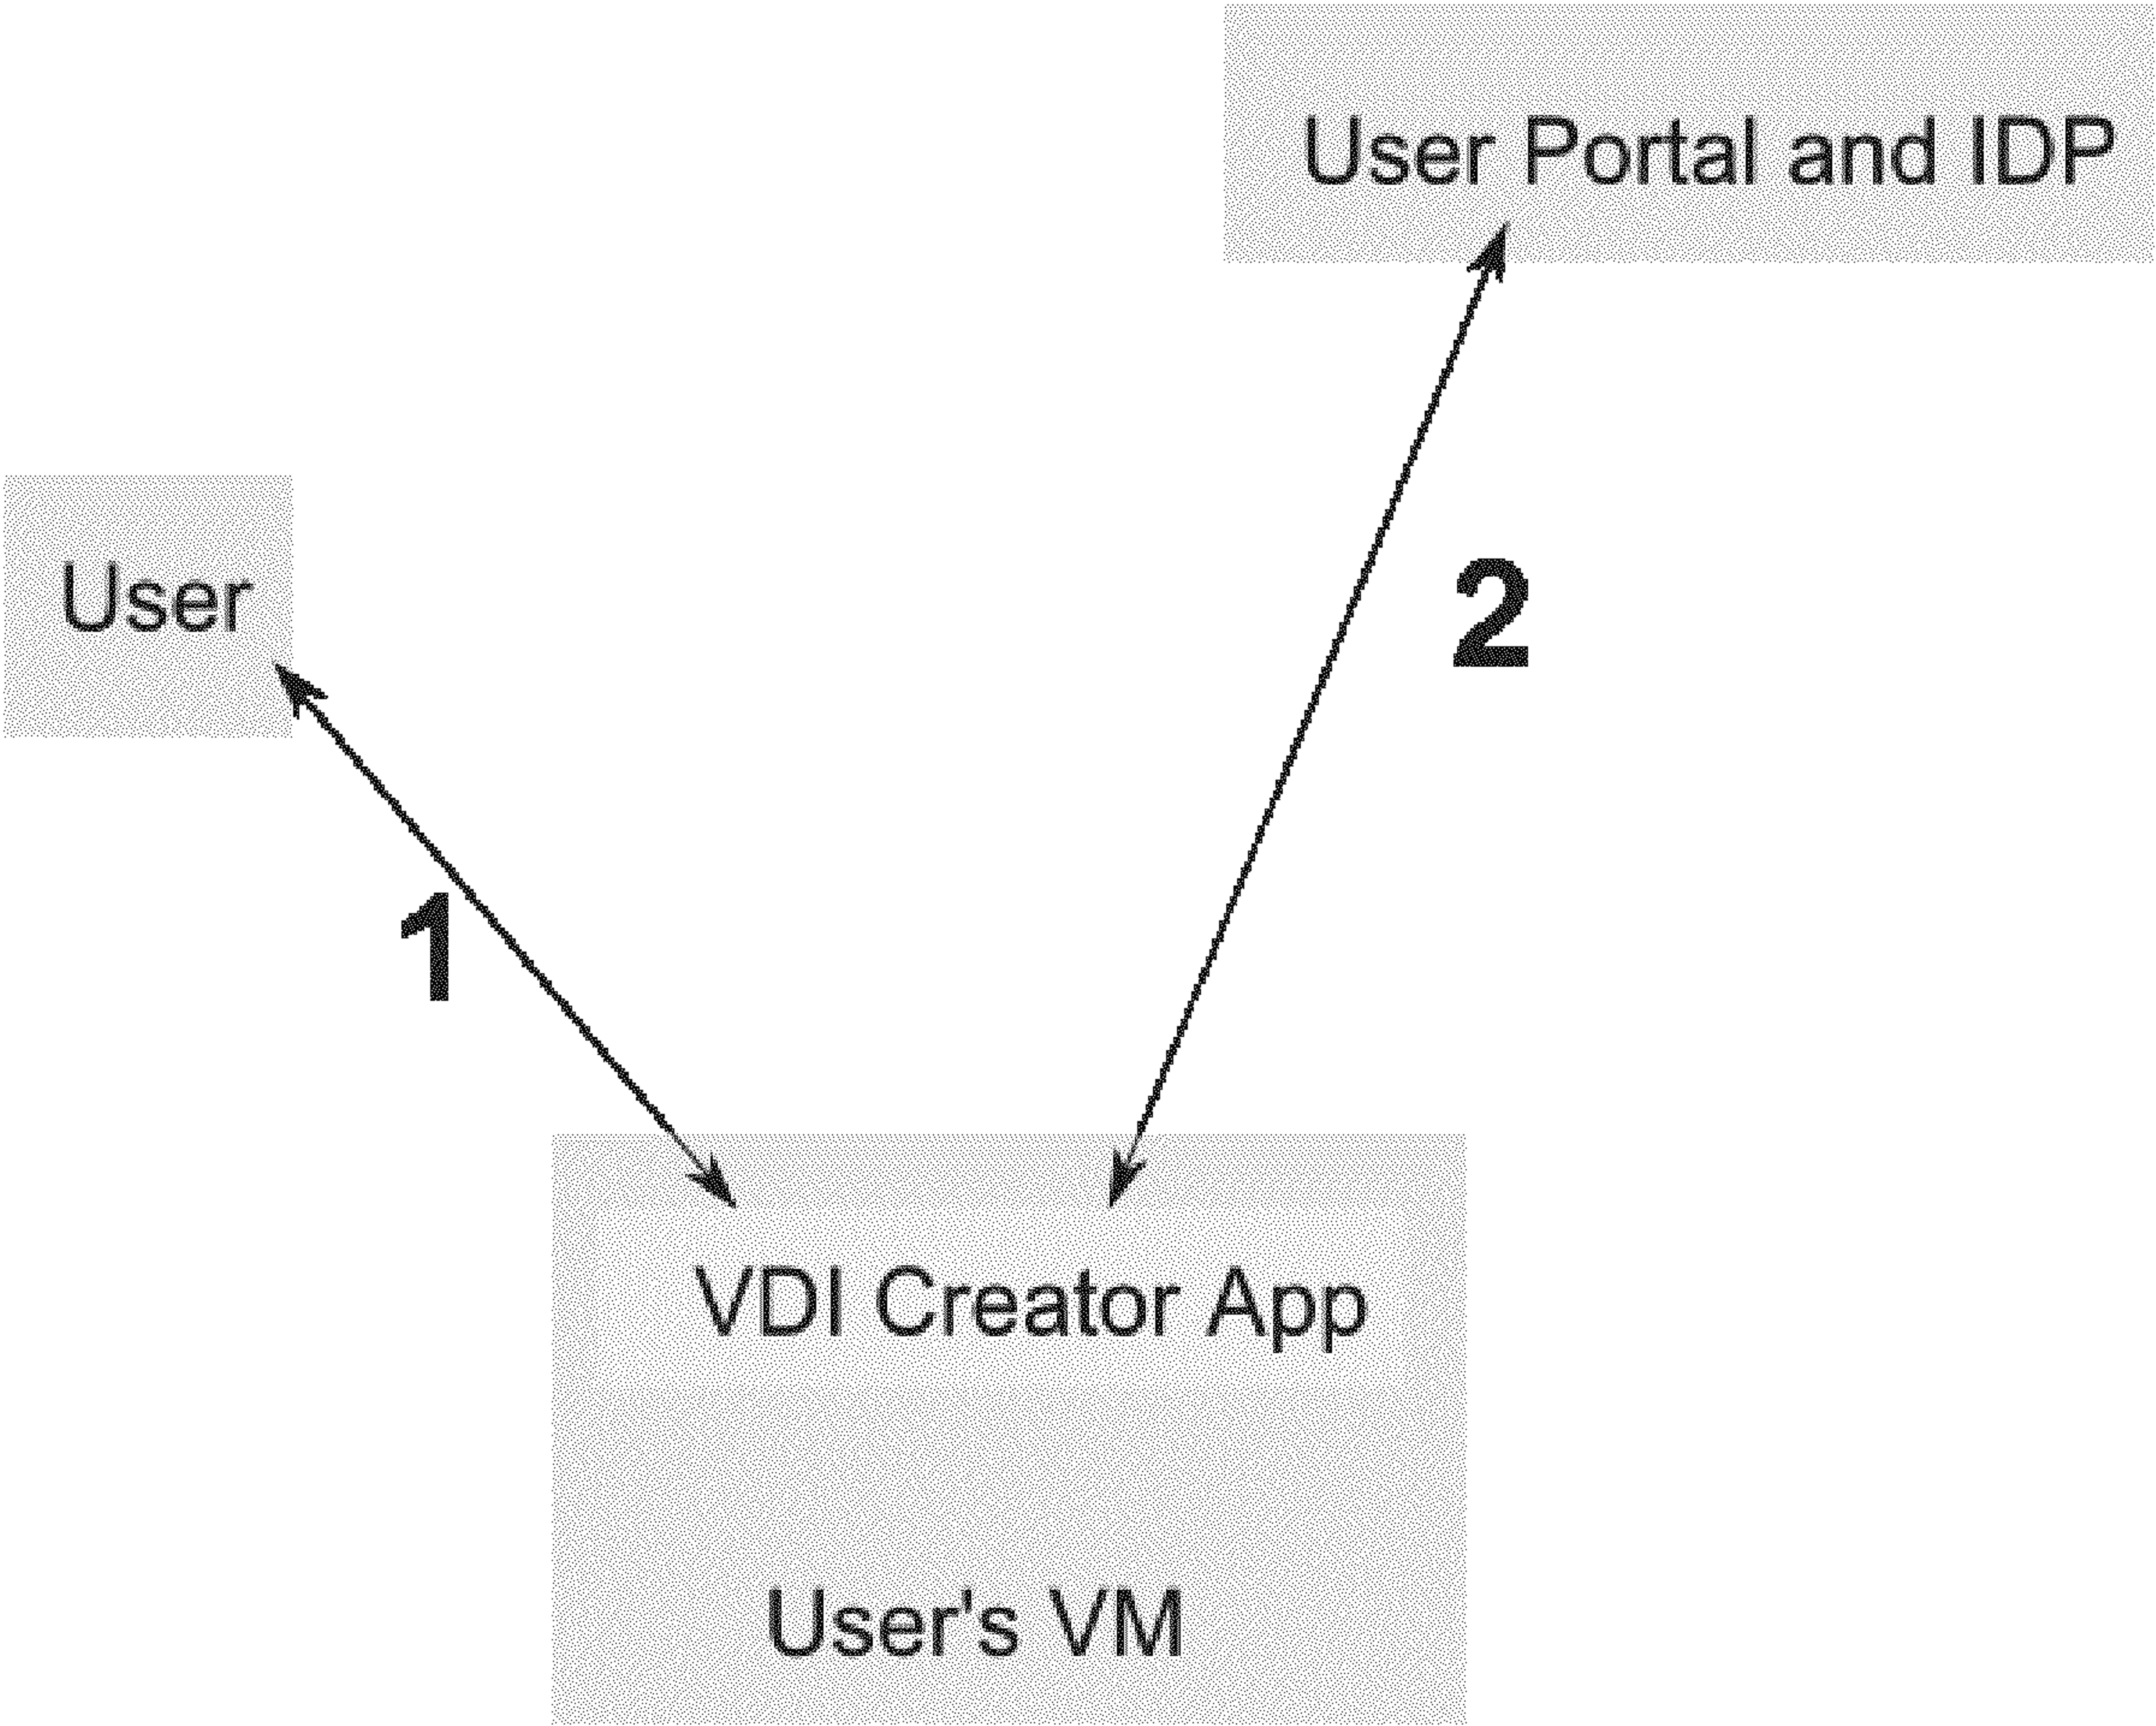 User Portal and IDP
User
2
1
VDI Creator App
User's VM